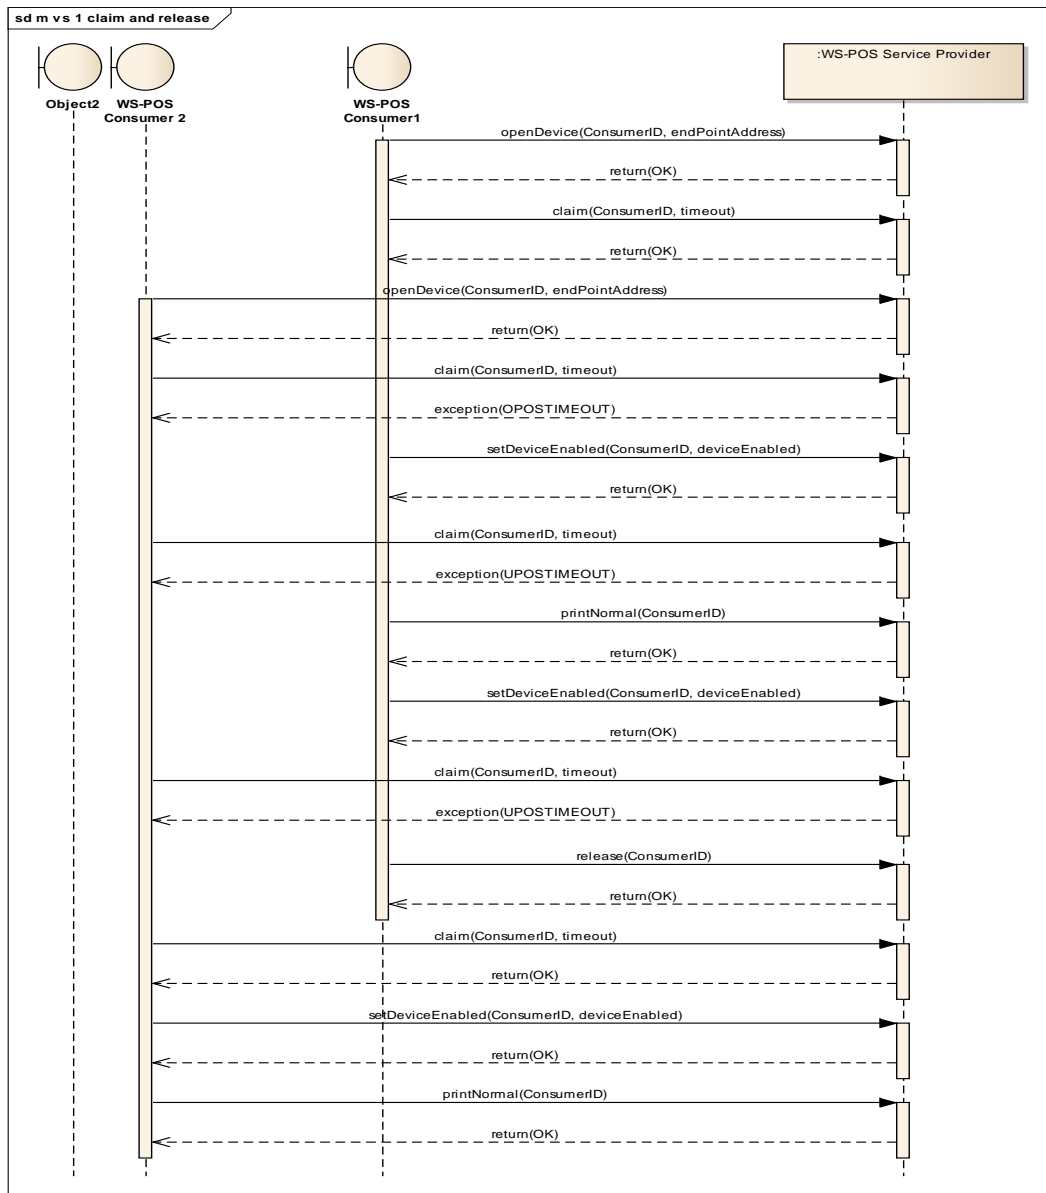 sd m v s 1 claim and release
:WS-POS Service Provider
Object2
WS-POS
Consumer 2
WS-POS
Consumer1
openDevice(ConsumerID, endPointAddress)
return(OK)
claim(ConsumerID, timeout)
return(OK)
openDevice(ConsumerID, endPointAddress)
return(OK)
claim(ConsumerID, timeout)
exception(OPOSTIMEOUT)
setDeviceEnabled(ConsumerID, deviceEnabled)
return(OK)
claim(ConsumerID, timeout)
exception(UPOSTIMEOUT)
printNormal(ConsumerID)
return(OK)
setDeviceEnabled(ConsumerID, deviceEnabled)
return(OK)
claim(ConsumerID, timeout)
exception(UPOSTIMEOUT)
release(ConsumerID)
return(OK)
claim(ConsumerID, timeout)
return(OK)
setDeviceEnabled(ConsumerID, deviceEnabled)
return(OK)
printNormal(ConsumerID)
return(OK)